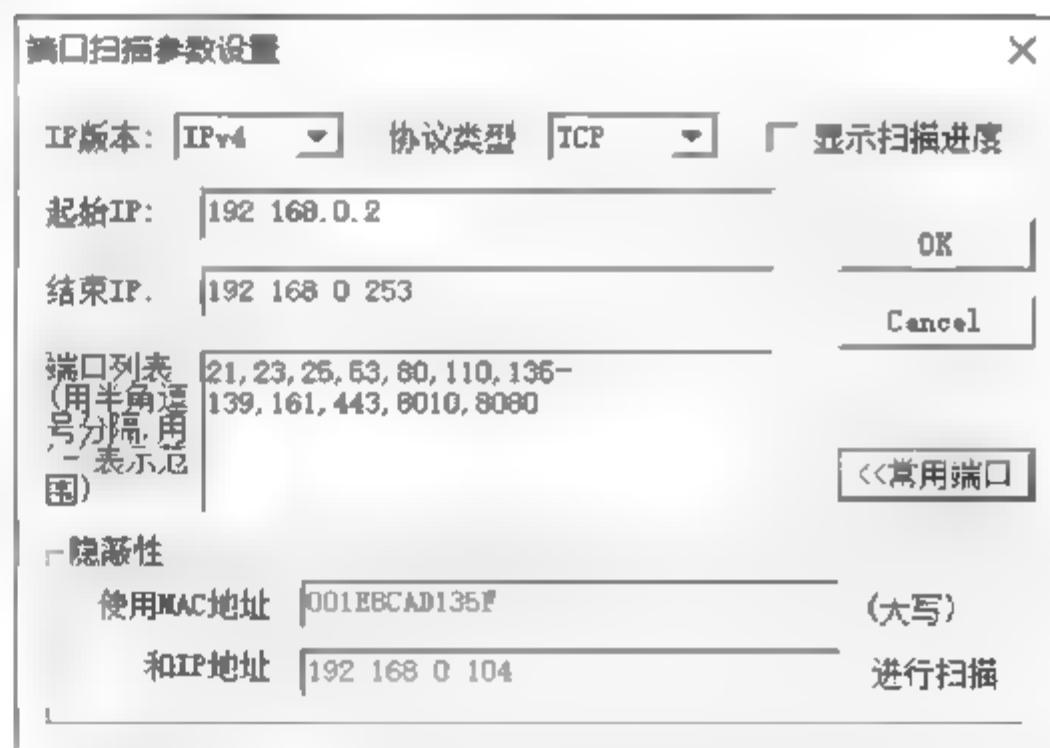 端口扫描参数设置
IP版本: IPv4 协议类型 TCP 显示扫描进度
起始IP: 192 168.0.2
OK
结束IP. 192 168 0 253
Cancel
端口列表
(用半角逗
号分隔,用
'- 表示范
围)
21,23,25,53,80,110,135-
139,161,443,8010,8080
<<常用端口
隐蔽性
使用MAC地址 001E8CAD135F (大写)
和IP地址 192 168 0 104 进行扫描